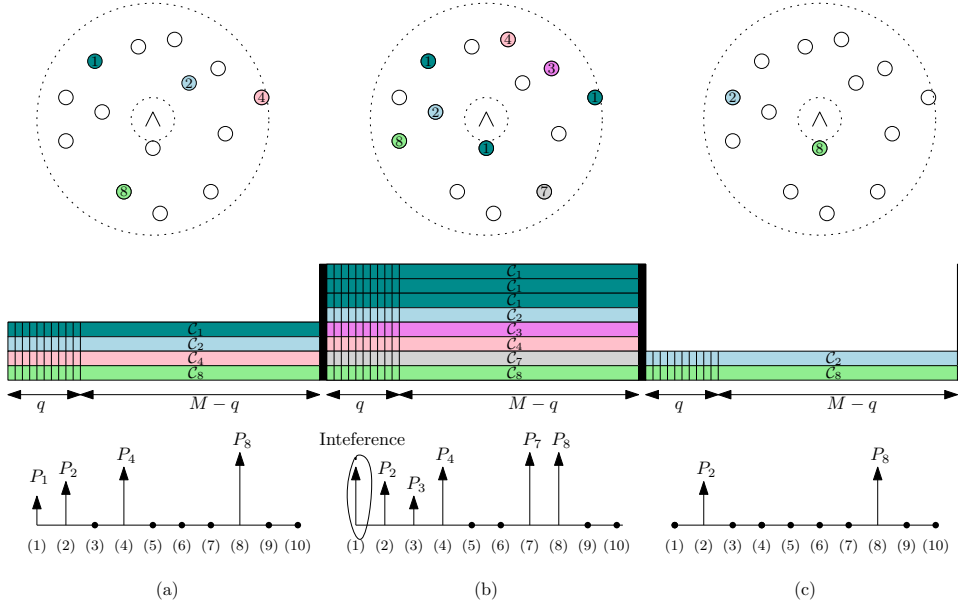 1
2
4
8
4
1
3
1
2
8
1
7
2
8
C₁
C₂
C₄
C₈
C₁
C₁
C₁
C₂
C₃
C₄
C₇
C₈
C₂
C₈
q M − q q M − q q M − q
P₁ P₂ P₄ P₈
(1) (2) (3) (4) (5) (6) (7) (8) (9) (10)
Inteference
P₂ P₃ P₄ P₇ P₈
(1) (2) (3) (4) (5) (6) (7) (8) (9) (10)
P₂ P₈
(1) (2) (3) (4) (5) (6) (7) (8) (9) (10)
(a) (b) (c)